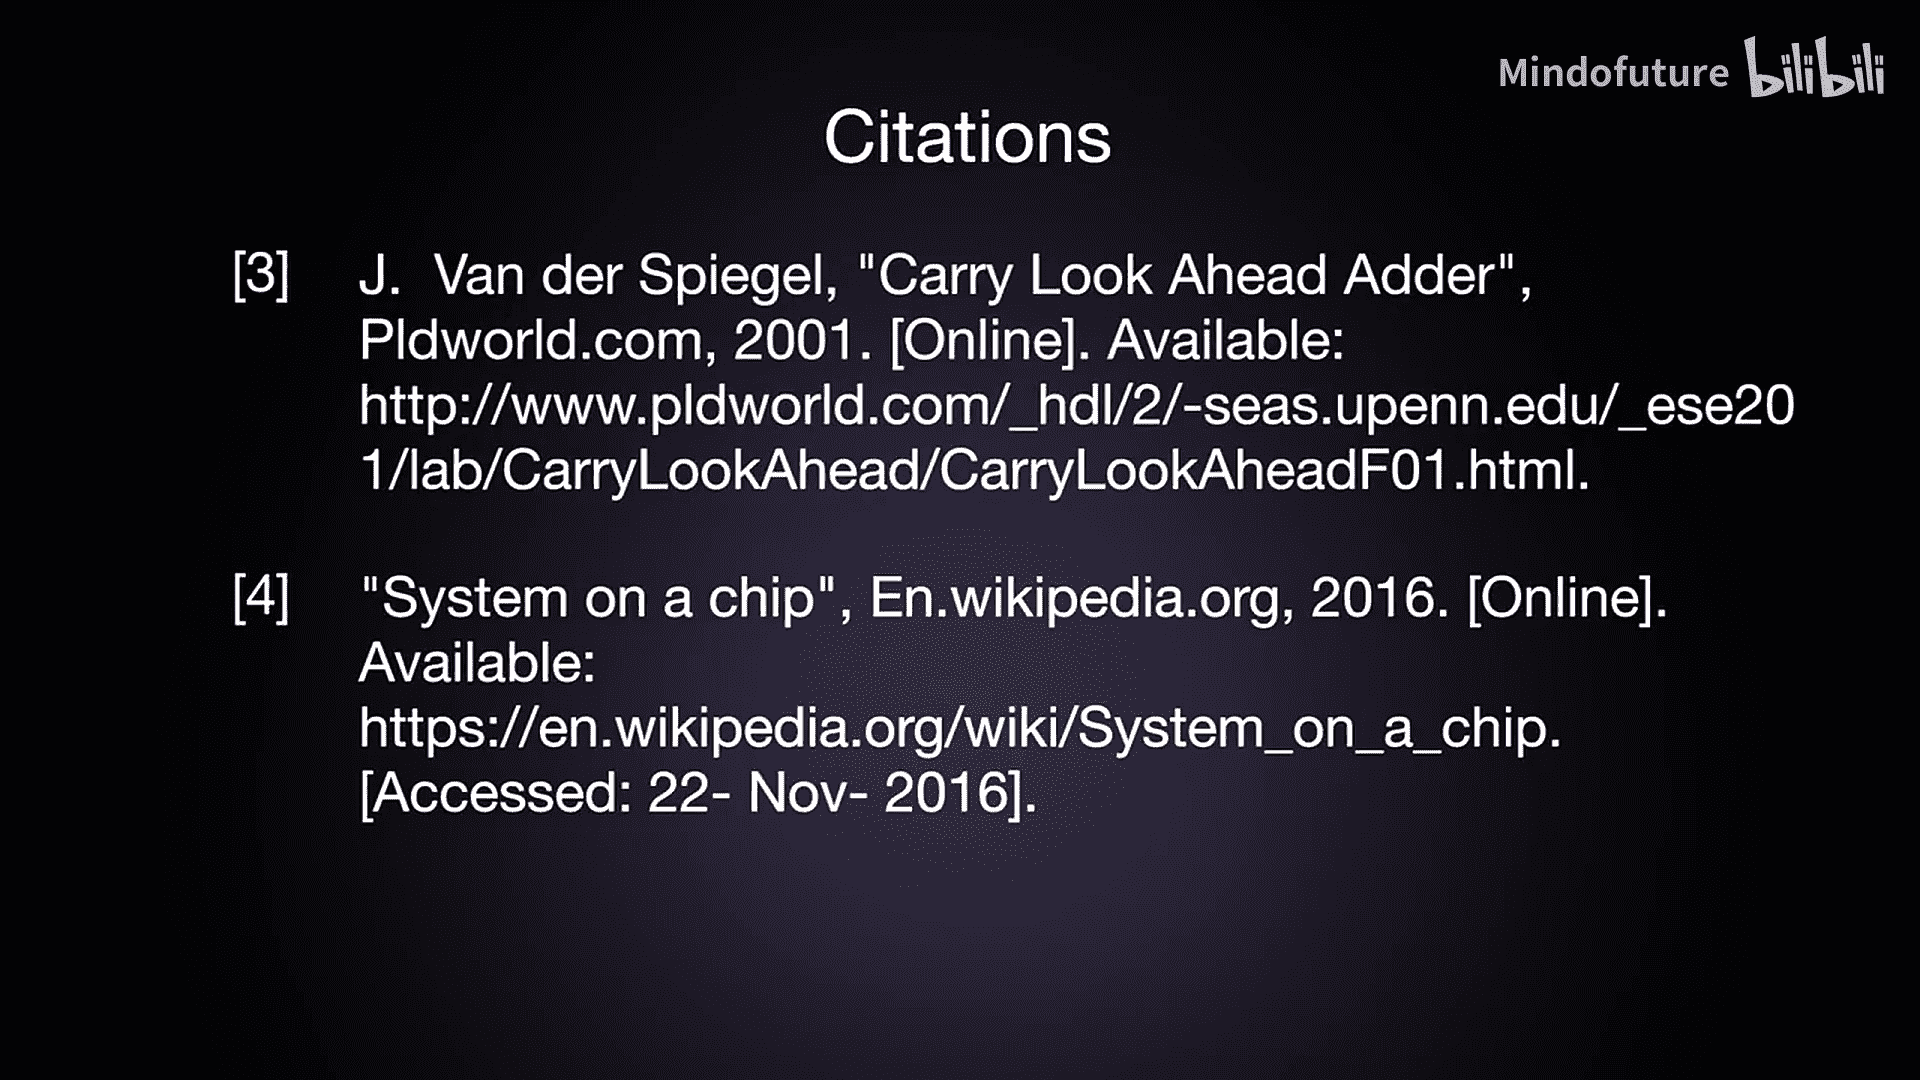 Mindofuture bilibili
Citations
[3] J.  Van der Spiegel, "Carry Look Ahead Adder",
Pldworld.com, 2001. [Online]. Available:
http://www.pldworld.com/_hdl/2/-seas.upenn.edu/_ese20
1/lab/CarryLookAhead/CarryLookAheadF01.html.
[4] "System on a chip", En.wikipedia.org, 2016. [Online].
Available:
https://en.wikipedia.org/wiki/System_on_a_chip.
[Accessed: 22- Nov- 2016].